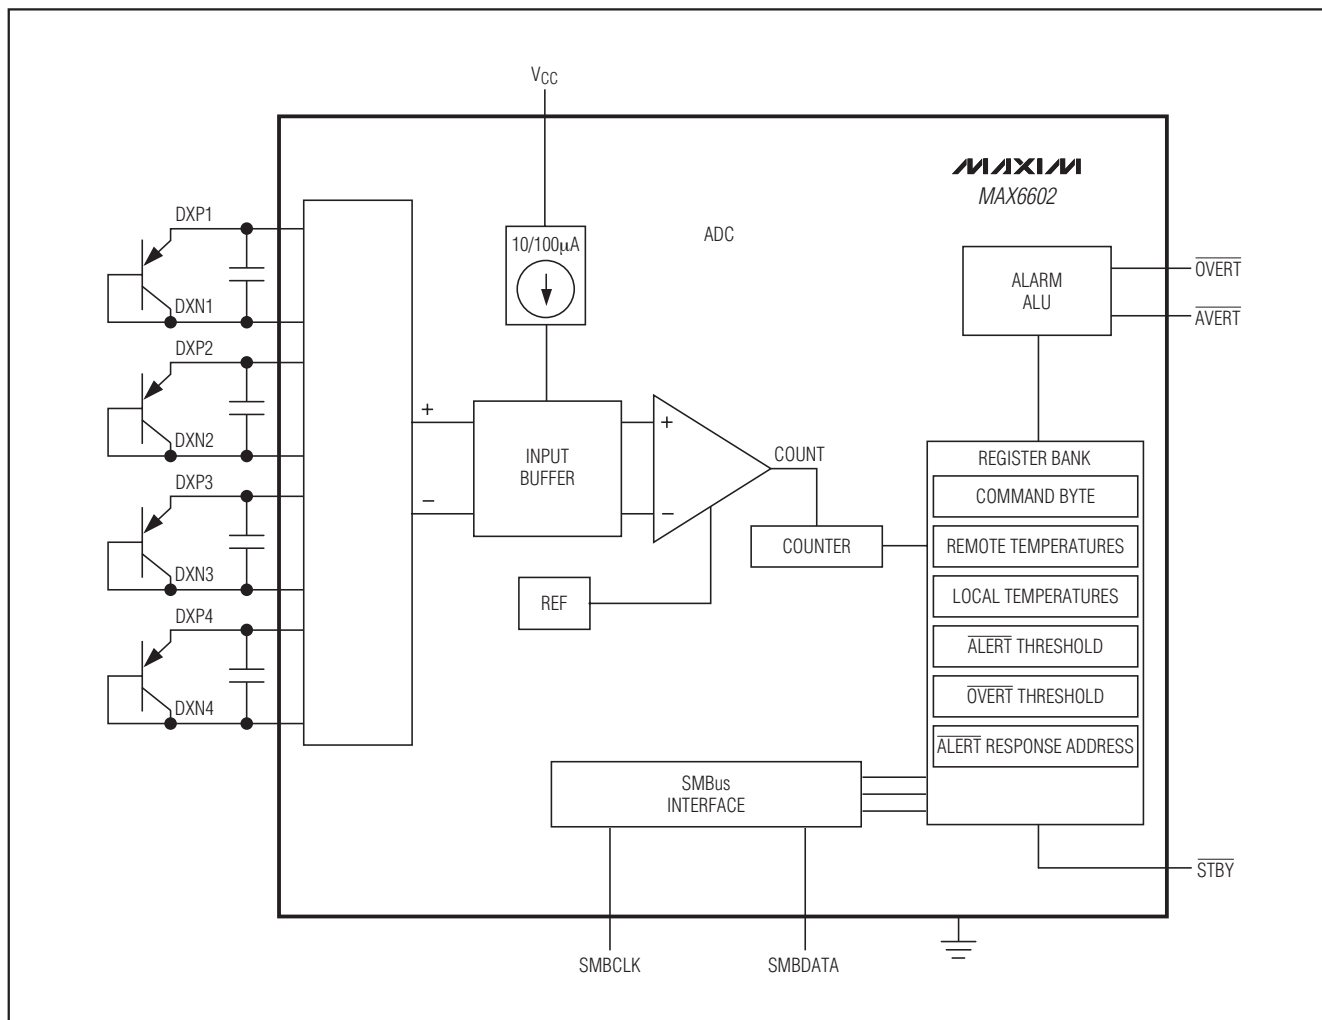 VCC
MAXIM
MAX6602
DXP1
10/100μA
ADC
ALARM
ALU
OVERT
AVERT
DXN1
DXP2
DXN2
+
−
INPUT
BUFFER
+
−
COUNT
COUNTER
REF
DXP3
DXN3
DXP4
DXN4
REGISTER BANK
COMMAND BYTE
REMOTE TEMPERATURES
LOCAL TEMPERATURES
ALERT THRESHOLD
OVERT THRESHOLD
ALERT RESPONSE ADDRESS
SMBus
INTERFACE
STBY
SMBCLK
SMBDATA